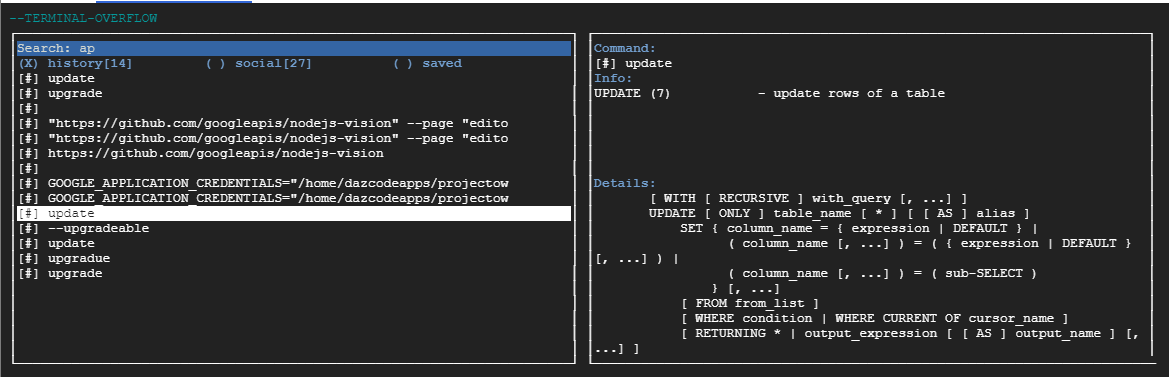 --TERMINAL-OVERFLOW
Search: ap
(X) history[14] ( ) social[27] ( ) saved
[#] update
[#] upgrade
[#]
[#] "https://github.com/googleapis/nodejs-vision" --page "edito
[#] "https://github.com/googleapis/nodejs-vision" --page "edito
[#] https://github.com/googleapis/nodejs-vision
[#]
[#] GOOGLE_APPLICATION_CREDENTIALS="/home/dazcodeapps/projectow
[#] GOOGLE_APPLICATION_CREDENTIALS="/home/dazcodeapps/projectow
[#] update
[#] --upgradeable
[#] update
[#] upgradue
[#] upgrade
Command:
[#] update
Info:
UPDATE (7) - update rows of a table
Details:
[ WITH [ RECURSIVE ] with_query [, ...] ]
UPDATE [ ONLY ] table_name [ * ] [ [ AS ] alias ]
SET { column_name = { expression | DEFAULT } |
( column_name [, ...] ) = ( { expression | DEFAULT }
[, ...] ) |
( column_name [, ...] ) = ( sub-SELECT )
} [, ...]
[ FROM from_list ]
[ WHERE condition | WHERE CURRENT OF cursor_name ]
[ RETURNING * | output_expression [ [ AS ] output_name ] [,
...] ]